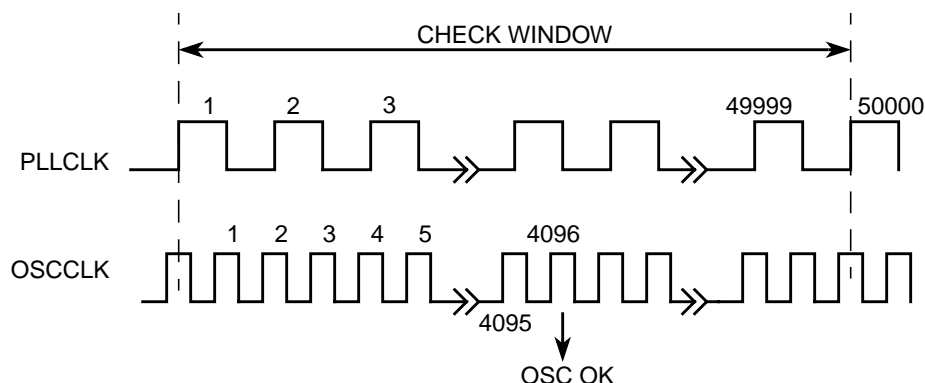 CHECK WINDOW
1 2 3 49999 50000
PLLCLK
1 2 3 4 5 4096
OSCCLK
4095
OSC OK